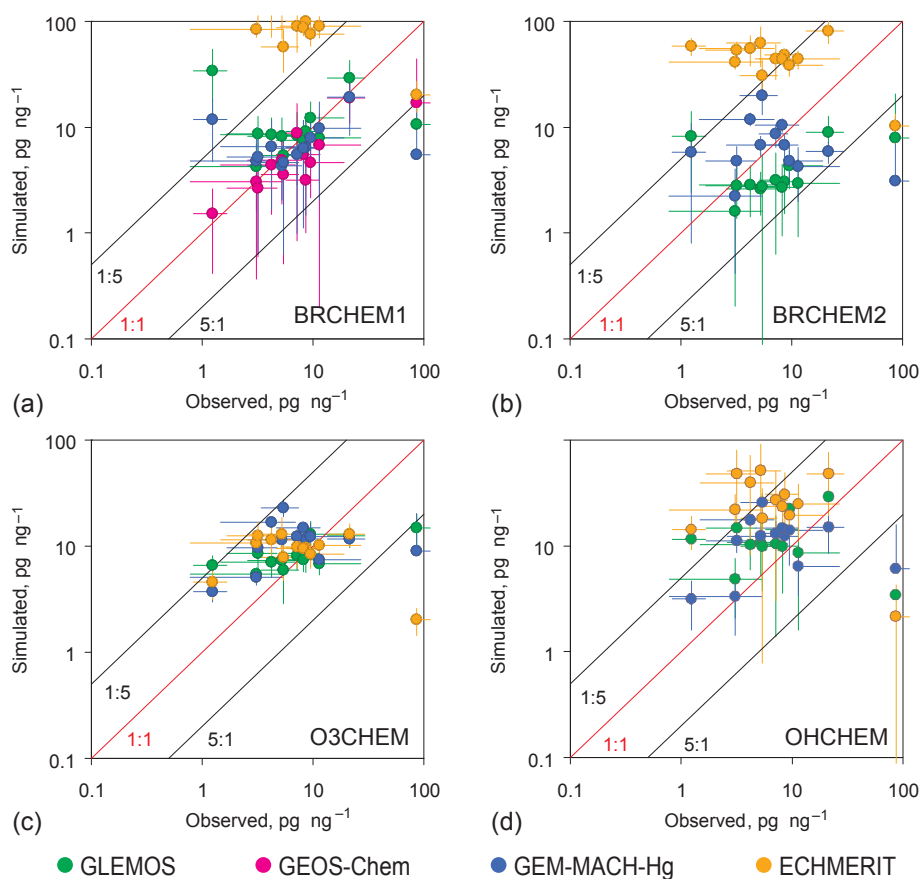 100
10
1
0.1
Simulated, pg ng⁻¹
1:5
1:1
5:1
BRCHEM1
0.1 1 10 100
Observed, pg ng⁻¹
(a)
100
10
1
0.1
Simulated, pg ng⁻¹
1:5
1:1
5:1
BRCHEM2
0.1 1 10 100
Observed, pg ng⁻¹
(b)
100
10
1
0.1
Simulated, pg ng⁻¹
1:5
1:1
5:1
O3CHEM
0.1 1 10 100
Observed, pg ng⁻¹
(c)
100
10
1
0.1
Simulated, pg ng⁻¹
1:5
1:1
5:1
OHCHEM
0.1 1 10 100
Observed, pg ng⁻¹
(d)
GLEMOS GEOS-Chem GEM-MACH-Hg ECHMERIT